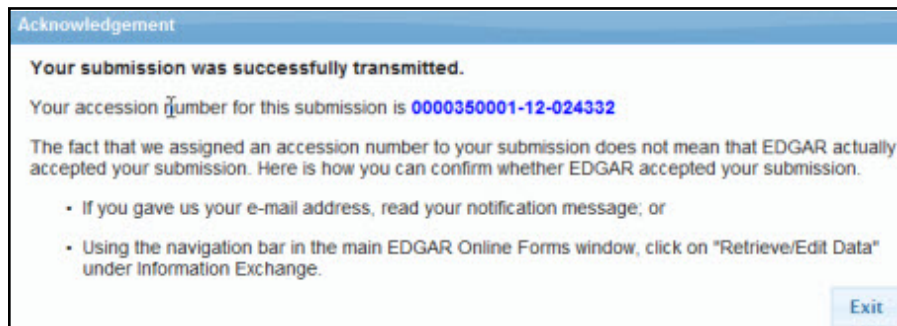 Acknowledgement
Your submission was successfully transmitted.
Your accession number for this submission is 0000350001-12-024332
The fact that we assigned an accession number to your submission does not mean that EDGAR actually
accepted your submission. Here is how you can confirm whether EDGAR accepted your submission.
• If you gave us your e-mail address, read your notification message; or
• Using the navigation bar in the main EDGAR Online Forms window, click on "Retrieve/Edit Data"
under Information Exchange.
Exit